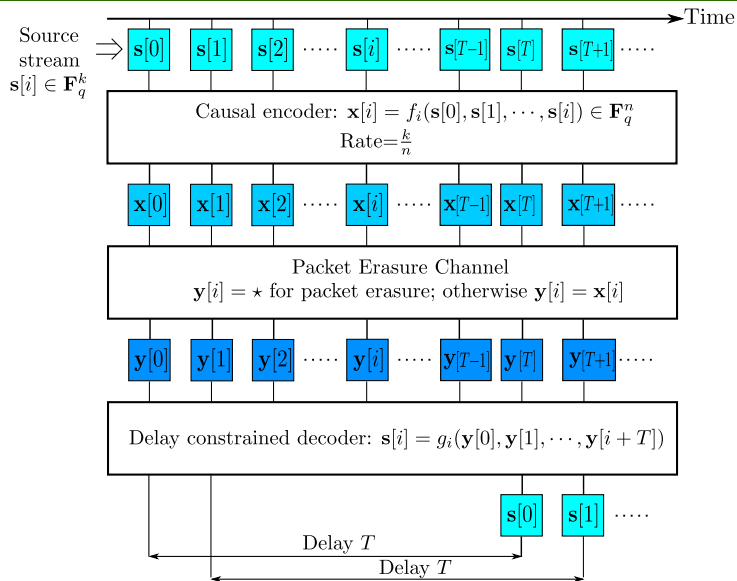 Time
Source
stream
s[i] ∈ F_q^k
s[0] s[1] s[2] ····· s[i] ····· s[T−1] s[T] s[T+1] ·····
Causal encoder: x[i] = f_i(s[0], s[1], ··· , s[i]) ∈ F_q^n
Rate=k/n
x[0] x[1] x[2] ····· x[i] ····· x[T−1] x[T] x[T+1] ·····
Packet Erasure Channel
y[i] = ⋆ for packet erasure; otherwise y[i] = x[i]
y[0] y[1] y[2] ····· y[i] ····· y[T−1] y[T] y[T+1] ·····
Delay constrained decoder: s[i] = g_i(y[0], y[1], ··· , y[i + T])
s[0] s[1] ·····
Delay T
Delay T